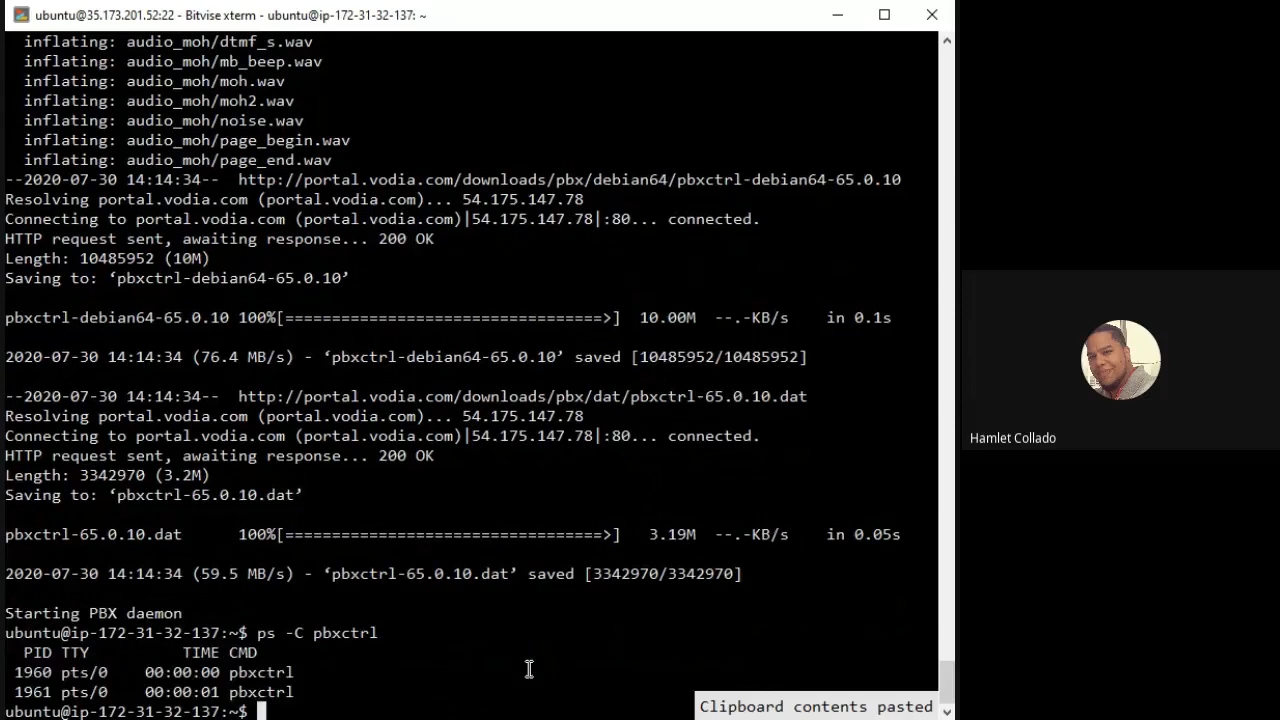 ubuntu@35.173.201.52:22 - Bitvise xterm - ubuntu@ip-172-31-32-137: ~
inflating: audio_moh/dtmf_s.wav
inflating: audio_moh/mb_beep.wav
inflating: audio_moh/moh.wav
inflating: audio_moh/moh2.wav
inflating: audio_moh/noise.wav
inflating: audio_moh/page_begin.wav
inflating: audio_moh/page_end.wav
--2020-07-30 14:14:34--  http://portal.vodia.com/downloads/pbx/debian64/pbxctrl-debian64-65.0.10
Resolving portal.vodia.com (portal.vodia.com)... 54.175.147.78
Connecting to portal.vodia.com (portal.vodia.com)|54.175.147.78|:80... connected.
HTTP request sent, awaiting response... 200 OK
Length: 10485952 (10M)
Saving to: ‘pbxctrl-debian64-65.0.10’
pbxctrl-debian64-65.0.10 100%[==================================>]  10.00M  --.-KB/s    in 0.1s
2020-07-30 14:14:34 (76.4 MB/s) - ‘pbxctrl-debian64-65.0.10’ saved [10485952/10485952]
--2020-07-30 14:14:34--  http://portal.vodia.com/downloads/pbx/dat/pbxctrl-65.0.10.dat
Resolving portal.vodia.com (portal.vodia.com)... 54.175.147.78
Connecting to portal.vodia.com (portal.vodia.com)|54.175.147.78|:80... connected.
HTTP request sent, awaiting response... 200 OK
Length: 3342970 (3.2M)
Saving to: ‘pbxctrl-65.0.10.dat’
pbxctrl-65.0.10.dat      100%[==================================>]   3.19M  --.-KB/s    in 0.05s
2020-07-30 14:14:34 (59.5 MB/s) - ‘pbxctrl-65.0.10.dat’ saved [3342970/3342970]
Starting PBX daemon
ubuntu@ip-172-31-32-137:~$ ps -C pbxctrl
PID TTY          TIME CMD
1960 pts/0    00:00:00 pbxctrl
1961 pts/0    00:00:01 pbxctrl
ubuntu@ip-172-31-32-137:~$
Clipboard contents pasted
Hamlet Collado